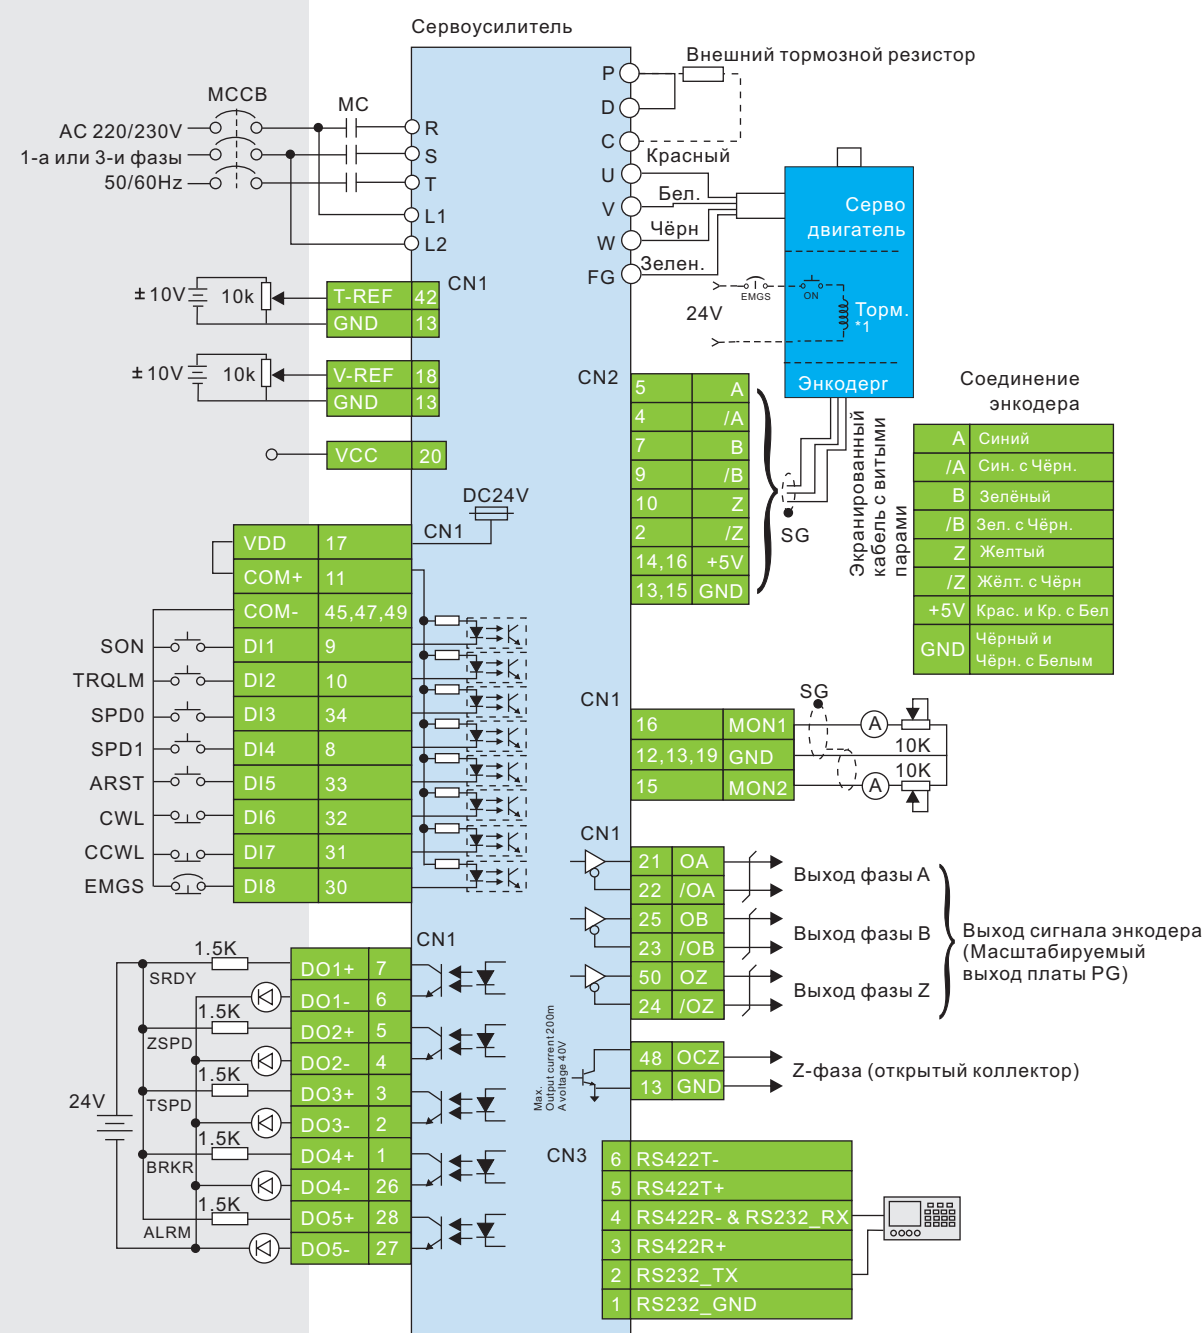 Сервоусилитель
Внешний тормозной резистор
MCCB
MC
AC 220/230V
1-а или 3-и фазы
50/60Hz
R
S
T
L1
L2
P
D
C
U
V
W
FG
Красный
Бел.
Чёрн
Зелен.
Серво
двигатель
EMGS
ON
24V
Торм.
*1
Энкодерг
CN1
±10V
10k
T-REF 42
GND 13
±10V
10k
V-REF 18
GND 13
VCC 20
CN2
5 A
4 /A
7 B
9 /B
10 Z
2 /Z
14,16 +5V
13,15 GND
SG
Экранированный
кабель с витыми
парами
Соединение
энкодера
A Синий
/A Син. с Чёрн.
B Зелёный
/B Зел. с Чёрн.
Z Желтый
/Z Жёлт. с Чёрн
+5V Крас. и Кр. с Бел
GND Чёрный и
Чёрн. с Белым
DC24V
CN1
VDD 17
COM+ 11
COM- 45,47,49
SON DI1 9
TRQLM DI2 10
SPD0 DI3 34
SPD1 DI4 8
ARST DI5 33
CWL DI6 32
CCWL DI7 31
EMGS DI8 30
CN1
SG
16 MON1
12,13,19 GND
15 MON2
A
10K
10K
A
CN1
21 OA
22 /OA
25 OB
23 /OB
50 OZ
24 /OZ
Выход фазы A
Выход фазы B
Выход фазы Z
Выход сигнала энкодера
(Масштабируемый
выход платы PG)
48 OCZ
13 GND
Z-фаза (открытый коллектор)
Max.
Output current200m
A voltage 40V
CN1
24V
1.5K
SRDY
DO1+ 7
DO1- 6
1.5K
ZSPD
DO2+ 5
DO2- 4
1.5K
TSPD
DO3+ 3
DO3- 2
1.5K
BRKR
DO4+ 1
DO4- 26
1.5K
ALRM
DO5+ 28
DO5- 27
CN3
6 RS422T-
5 RS422T+
4 RS422R- & RS232_RX
3 RS422R+
2 RS232_TX
1 RS232_GND